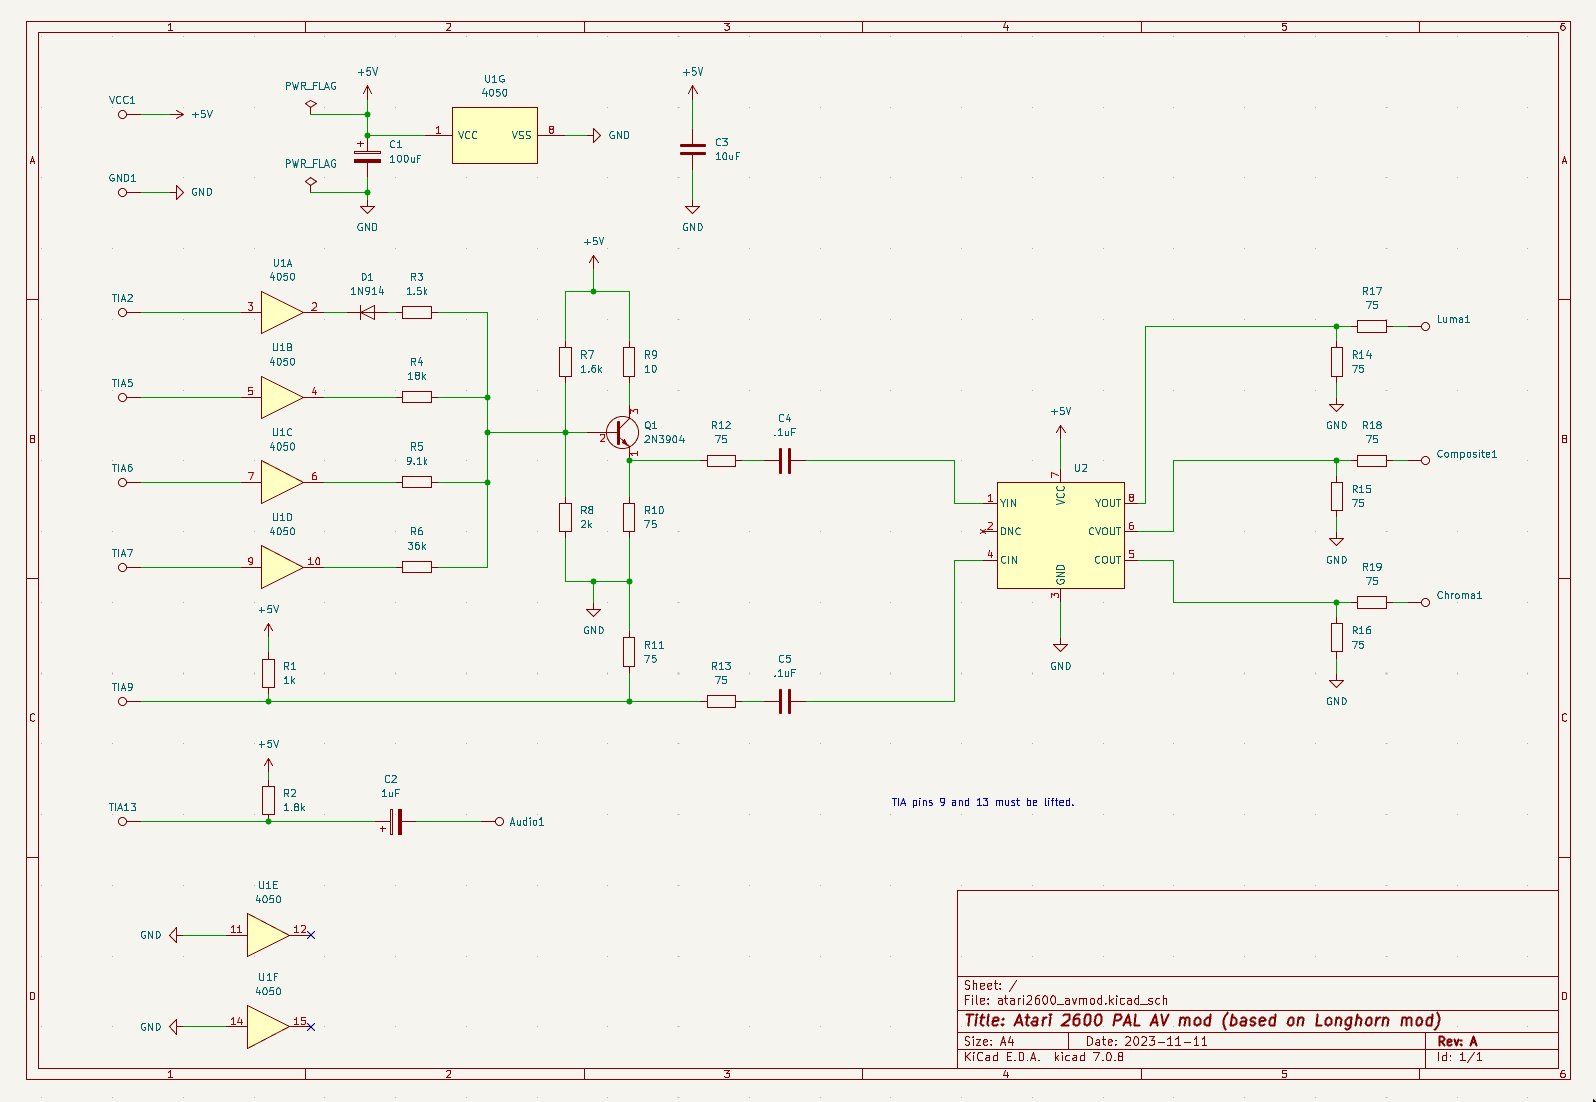 1 2 3 4 5 6
A
B
C
D
VCC1
+5V
GND1
GND
PWR_FLAG
+5V
PWR_FLAG
C1
100uF
GND
U1G
4050
1 VCC VSS 8
GND
+5V
C3
10uF
GND
TIA2
U1A
4050
3 2
D1
1N914
R3
1.5k
TIA5
U1B
4050
5 4
R4
18k
TIA6
U1C
4050
7 6
R5
9.1k
TIA7
U1D
4050
9 10
R6
36k
+5V
R7
1.6k
R9
10
Q1
2N3904
3
2
1
R8
2k
R10
75
GND
R11
75
R12
75
C4
.1uF
R13
75
C5
.1uF
+5V
U2
7
VCC
1 YIN YOUT 8
2 DNC CVOUT 6
4 CIN COUT 5
GND
3
GND
R17
75
Luma1
R14
75
GND
R18
75
Composite1
R15
75
GND
R19
75
Chroma1
R16
75
GND
TIA9
+5V
R1
1k
TIA13
+5V
R2
1.8k
C2
1uF
+
Audio1
TIA pins 9 and 13 must be lifted.
U1E
4050
GND 11 12
U1F
4050
GND 14 15
Sheet: /
File: atari2600_avmod.kicad_sch
Title: Atari 2600 PAL AV mod (based on Longhorn mod)
Size: A4 Date: 2023-11-11 Rev: A
KiCad E.D.A. kicad 7.0.8 Id: 1/1
A
B
C
D
1 2 3 4 5 6